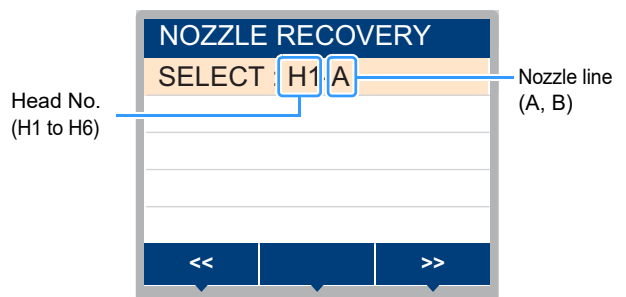 NOZZLE RECOVERY
SELECT : H1 A
Head No.
(H1 to H6)
Nozzle line
(A, B)
<< >>